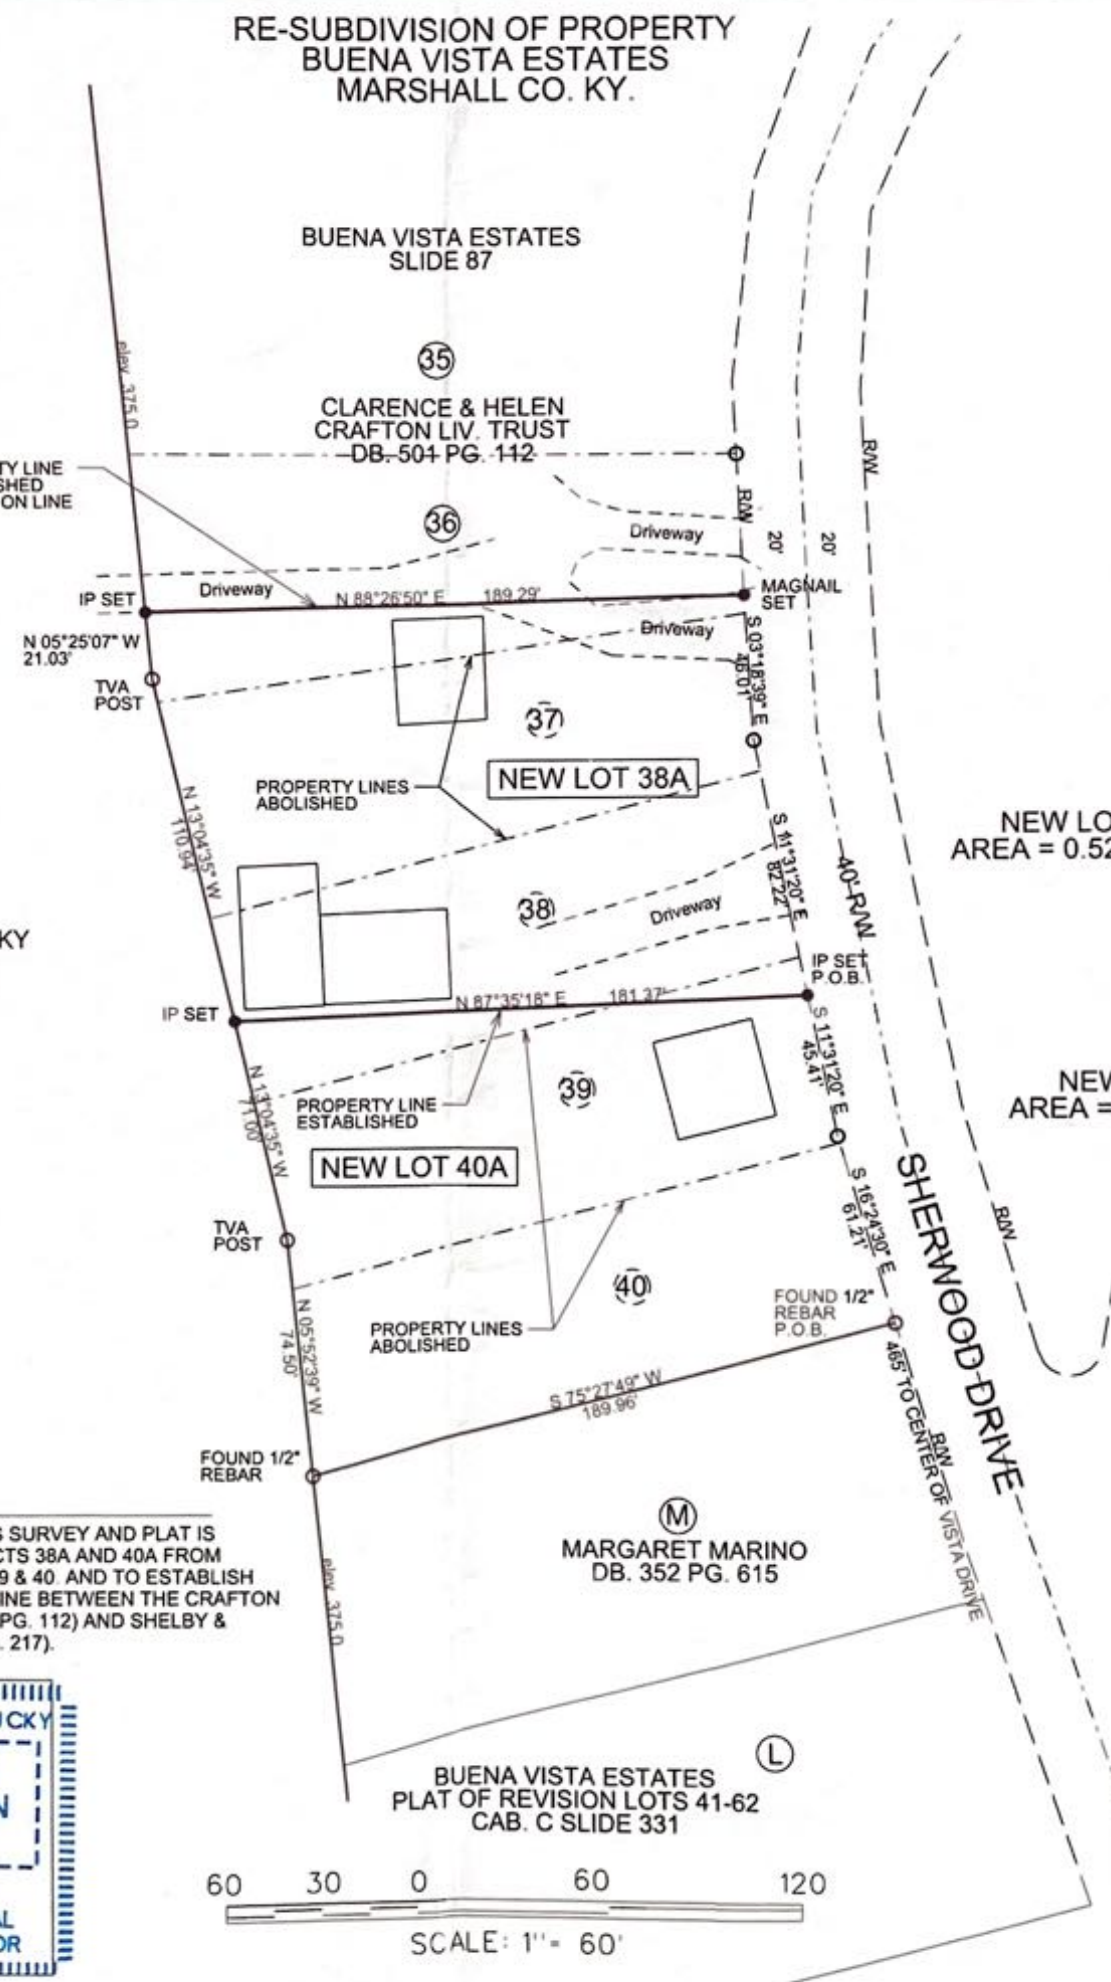 RE-SUBDIVISION OF PROPERTY
BUENA VISTA ESTATES
MARSHALL CO. KY.
BUENA VISTA ESTATES
SLIDE 87
elev. 375.0
35
CLARENCE & HELEN
CRAFTON LIV. TRUST
DB. 501 PG. 112
TY LINE
SHED
ON LINE
36
R/W
R/W
20'
20'
Driveway
Driveway
IP SET
N 88°26'50" E 189.29'
MAGNAIL
SET
Driveway
N 05°25'07" W
21.03'
S 03°18'39" E
46.01'
TVA
POST
37
NEW LOT 38A
PROPERTY LINES
ABOLISHED
N 13°04'35" W
110.94'
S 11°31'20" E
82.22'
NEW LO
AREA = 0.52
40' R/W
38
Driveway
KY
IP SET
P.O.B.
N 87°35'18" E 181.37'
IP SET
S 11°31'20" E
45.41'
39
N 13°04'35" W
71.00'
PROPERTY LINE
ESTABLISHED
NEW
AREA =
NEW LOT 40A
S 16°24'30" E
61.21'
SHERWOOD DRIVE
R/W
TVA
POST
40
FOUND 1/2"
REBAR
P.O.B.
N 05°52'39" W
74.50'
PROPERTY LINES
ABOLISHED
S 75°27'49" W
189.96'
465' TO CENTER OF VISTA DRIVE
R/W
FOUND 1/2"
REBAR
M
MARGARET MARINO
DB. 352 PG. 615
S SURVEY AND PLAT IS
CTS 38A AND 40A FROM
9 & 40. AND TO ESTABLISH
INE BETWEEN THE CRAFTON
PG. 112) AND SHELBY &
. 217).
elev. 375.0
UCKY
N
AL
OR
L
BUENA VISTA ESTATES
PLAT OF REVISION LOTS 41-62
CAB. C SLIDE 331
60 30 0 60 120
SCALE: 1"= 60'